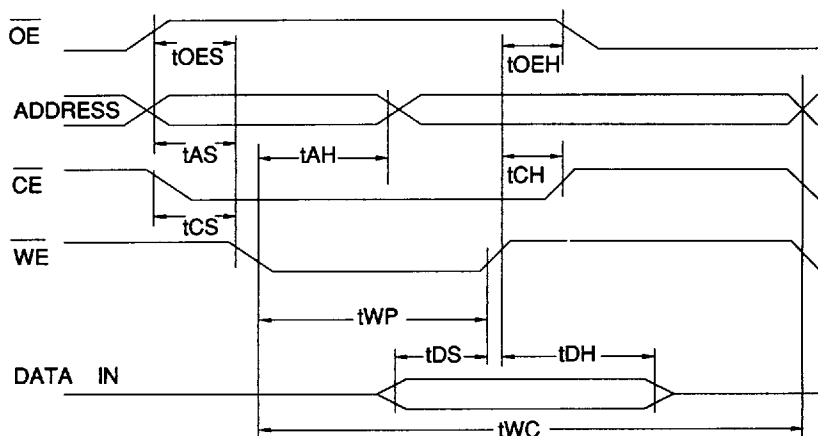 OE
tOES tOEH
ADDRESS
tAS tAH tCH
CE
tCS
WE
tWP
tDS tDH
DATA IN
tWC